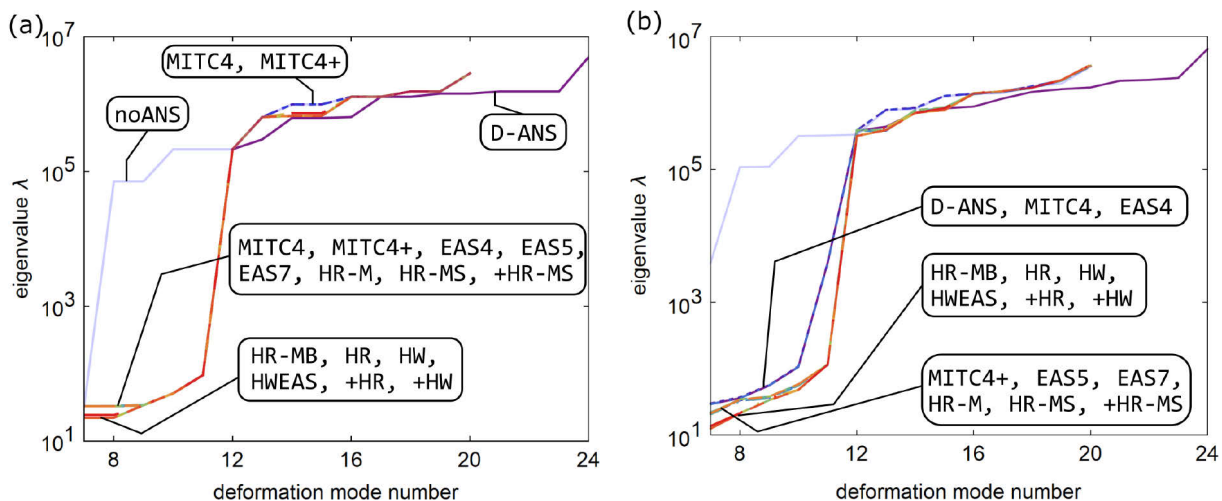 (a)
10^7
10^5
10^3
10^1
eigenvalue λ
8
12
16
20
24
deformation mode number
MITC4, MITC4+
noANS
D-ANS
MITC4, MITC4+, EAS4, EAS5,
EAS7, HR-M, HR-MS, +HR-MS
HR-MB, HR, HW,
HWEAS, +HR, +HW
(b)
10^7
10^5
10^3
10^1
eigenvalue λ
8
12
16
20
24
deformation mode number
D-ANS, MITC4, EAS4
HR-MB, HR, HW,
HWEAS, +HR, +HW
MITC4+, EAS5, EAS7,
HR-M, HR-MS, +HR-MS